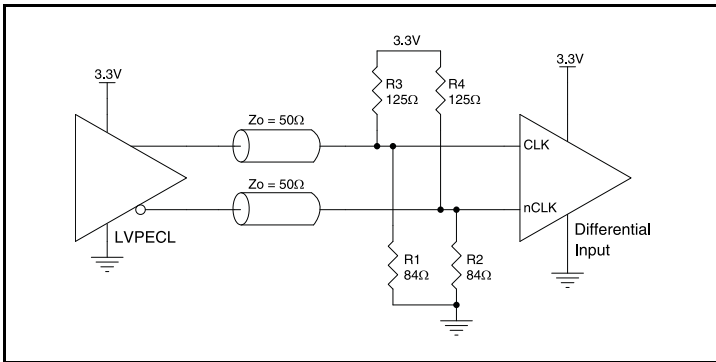 3.3V
3.3V
3.3V
R3
125Ω
R4
125Ω
Zo = 50Ω
CLK
Zo = 50Ω
nCLK
LVPECL
Differential
Input
R1
84Ω
R2
84Ω